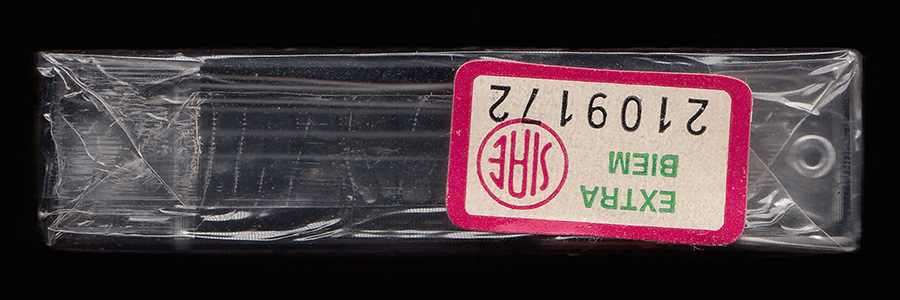 EXTRA
BIEM
SIAE
2109172